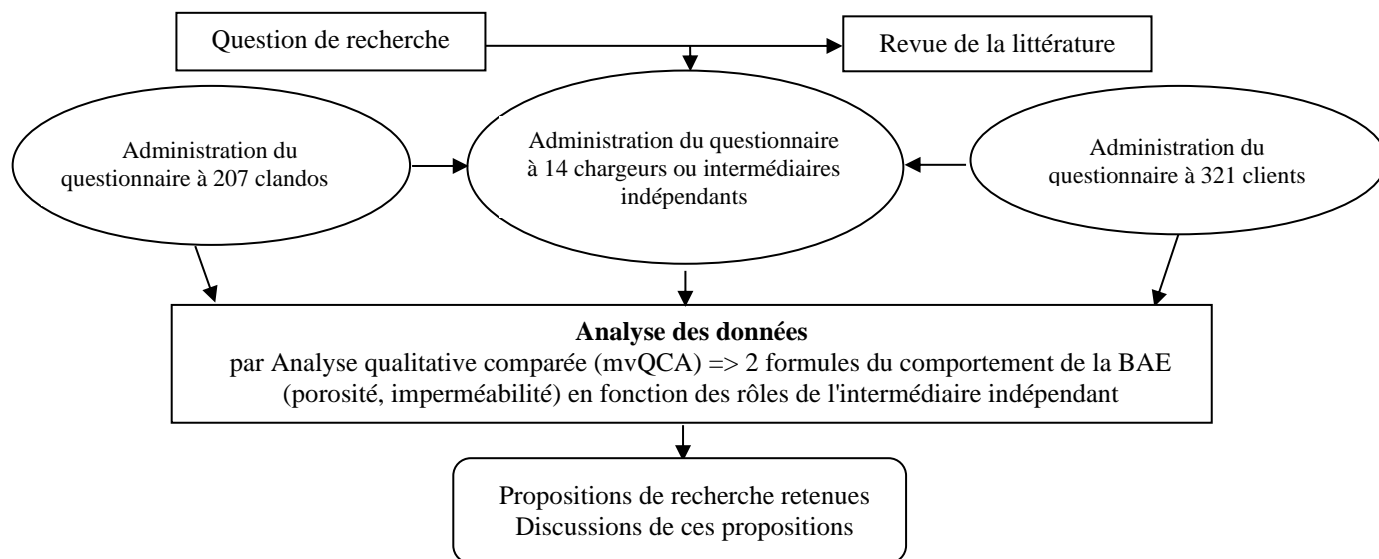 Question de recherche
Revue de la littérature
Administration du
questionnaire à 207 clandos
Administration du questionnaire
à 14 chargeurs ou intermédiaires
indépendants
Administration du
questionnaire à 321 clients
Analyse des données
par Analyse qualitative comparée (mvQCA) => 2 formules du comportement de la BAE
(porosité, imperméabilité) en fonction des rôles de l'intermédiaire indépendant
Propositions de recherche retenues
Discussions de ces propositions